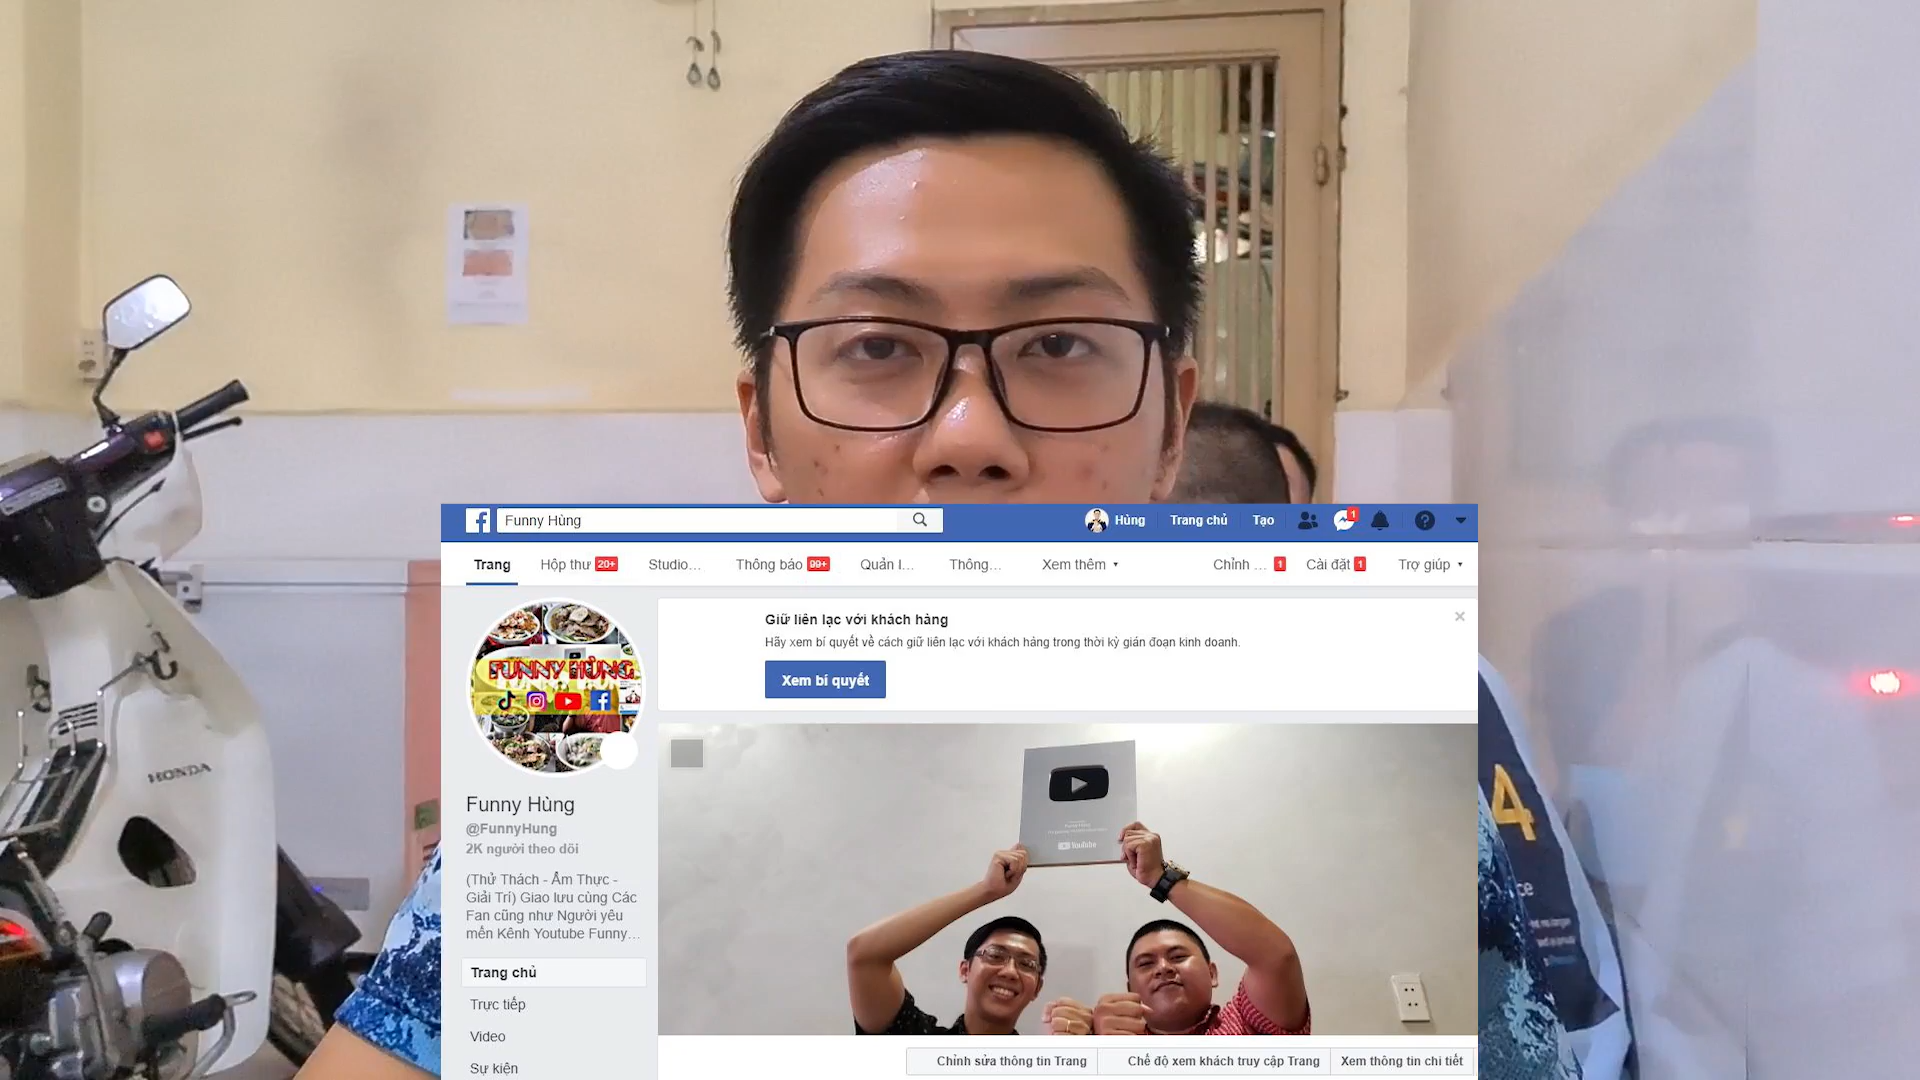 Funny Hùng
Hùng
Trang chủ
Tạo
1
Trang
Hộp thư 20+
Studio...
Thông báo 99+
Quản l...
Thông...
Xem thêm
Chỉnh ... 1
Cài đặt 1
Trợ giúp
Giữ liên lạc với khách hàng
Hãy xem bí quyết về cách giữ liên lạc với khách hàng trong thời kỳ gián đoạn kinh doanh.
Xem bí quyết
FUNNY HÙNG
Funny Hùng
@FunnyHung
2K người theo dõi
(Thử Thách - Ẩm Thực -
Giải Trí) Giao lưu cùng Các
Fan cũng như Người yêu
mến Kênh Youtube Funny...
Trang chủ
Trực tiếp
Video
Sự kiện
YouTube
Chỉnh sửa thông tin Trang
Chế độ xem khách truy cập Trang
Xem thông tin chi tiết
HONDA
4